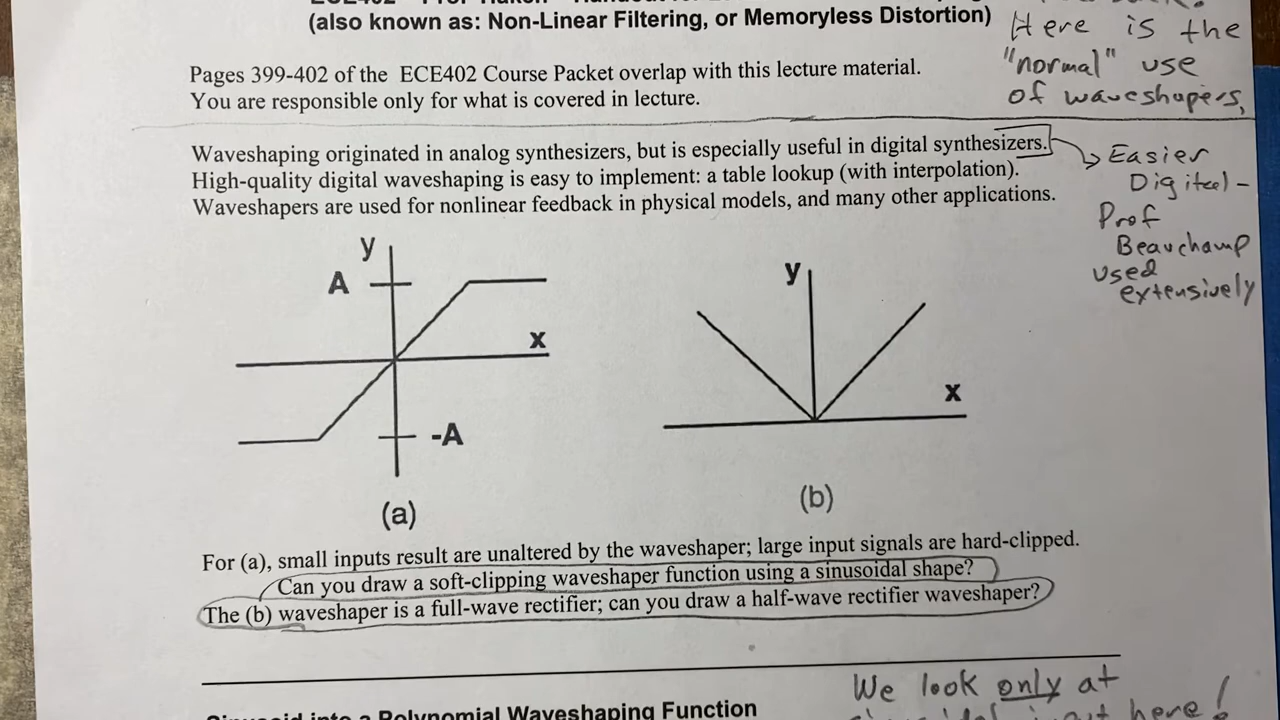 (also known as: Non-Linear Filtering, or Memoryless Distortion)
Here is the
"normal" use
of waveshapers,
Pages 399-402 of the ECE402 Course Packet overlap with this lecture material.
You are responsible only for what is covered in lecture.
Waveshaping originated in analog synthesizers, but is especially useful in digital synthesizers.
High-quality digital waveshaping is easy to implement: a table lookup (with interpolation).
Waveshapers are used for nonlinear feedback in physical models, and many other applications.
Easier
Digital -
Prof
Beauchamp
used
extensively
y
A
x
-A
(a)
y
x
(b)
For (a), small inputs result are unaltered by the waveshaper; large input signals are hard-clipped.
Can you draw a soft-clipping waveshaper function using a sinusoidal shape?
The (b) waveshaper is a full-wave rectifier; can you draw a half-wave rectifier waveshaper?
We look only at
here!
Sinusoid into a Polynomial Waveshaping Function